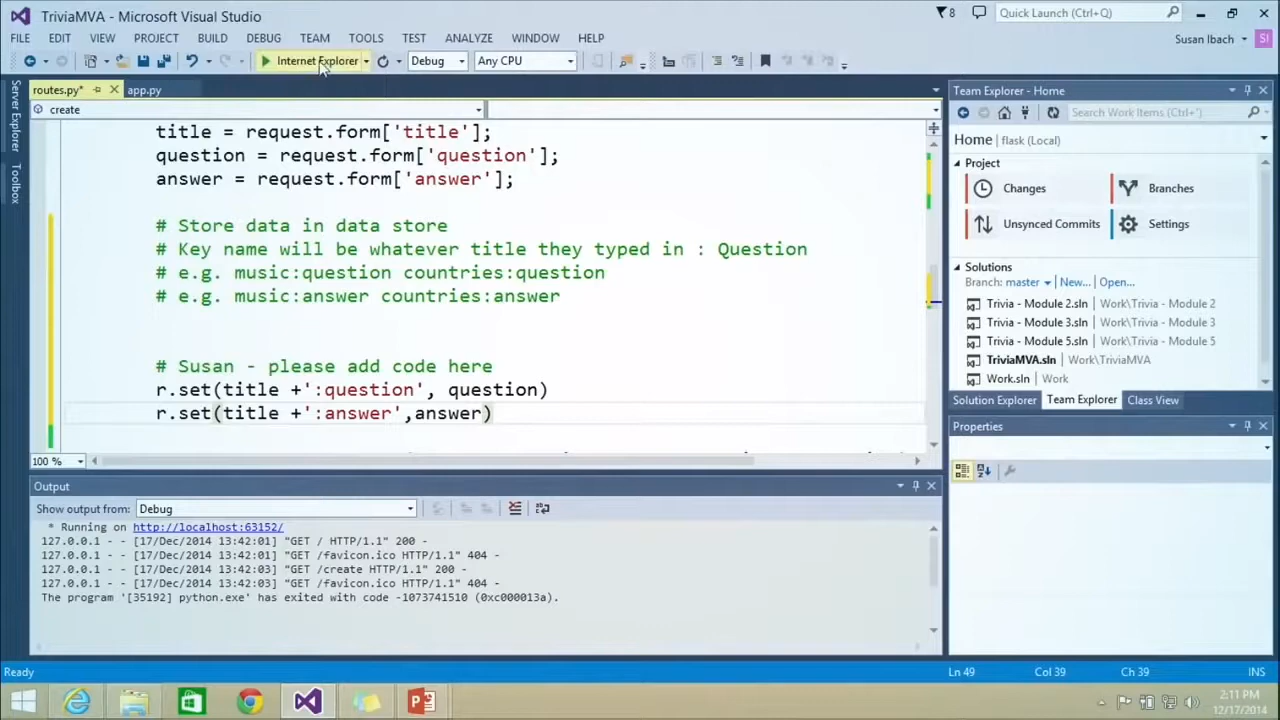 TriviaMVA - Microsoft Visual Studio
8
Quick Launch (Ctrl+Q)
FILE EDIT VIEW PROJECT BUILD DEBUG TEAM TOOLS TEST ANALYZE WINDOW HELP
Susan Ibach SI
Internet Explorer Debug Any CPU
Server Explorer
Toolbox
routes.py* app.py
create
title = request.form['title'];
question = request.form['question'];
answer = request.form['answer'];
# Store data in data store
# Key name will be whatever title they typed in : Question
# e.g. music:question countries:question
# e.g. music:answer countries:answer
# Susan - please add code here
r.set(title +':question', question)
r.set(title +':answer',answer)
100 %
Output
Show output from: Debug
* Running on http://localhost:63152/
127.0.0.1 - - [17/Dec/2014 13:42:01] "GET / HTTP/1.1" 200 -
127.0.0.1 - - [17/Dec/2014 13:42:01] "GET /favicon.ico HTTP/1.1" 404 -
127.0.0.1 - - [17/Dec/2014 13:42:03] "GET /create HTTP/1.1" 200 -
127.0.0.1 - - [17/Dec/2014 13:42:03] "GET /favicon.ico HTTP/1.1" 404 -
The program '[35192] python.exe' has exited with code -1073741510 (0xc000013a).
Team Explorer - Home
Search Work Items (Ctrl+')
Home flask (Local)
Project
Changes Branches
Unsynced Commits Settings
Solutions
Branch: master New... Open...
Trivia - Module 2.sln Work\Trivia - Module 2
Trivia - Module 3.sln Work\Trivia - Module 3
Trivia - Module 5.sln Work\Trivia - Module 5
TriviaMVA.sln Work\TriviaMVA
Work.sln Work
Solution Explorer Team Explorer Class View
Properties
Ready Ln 49 Col 39 Ch 39 INS
2:11 PM
12/17/2014